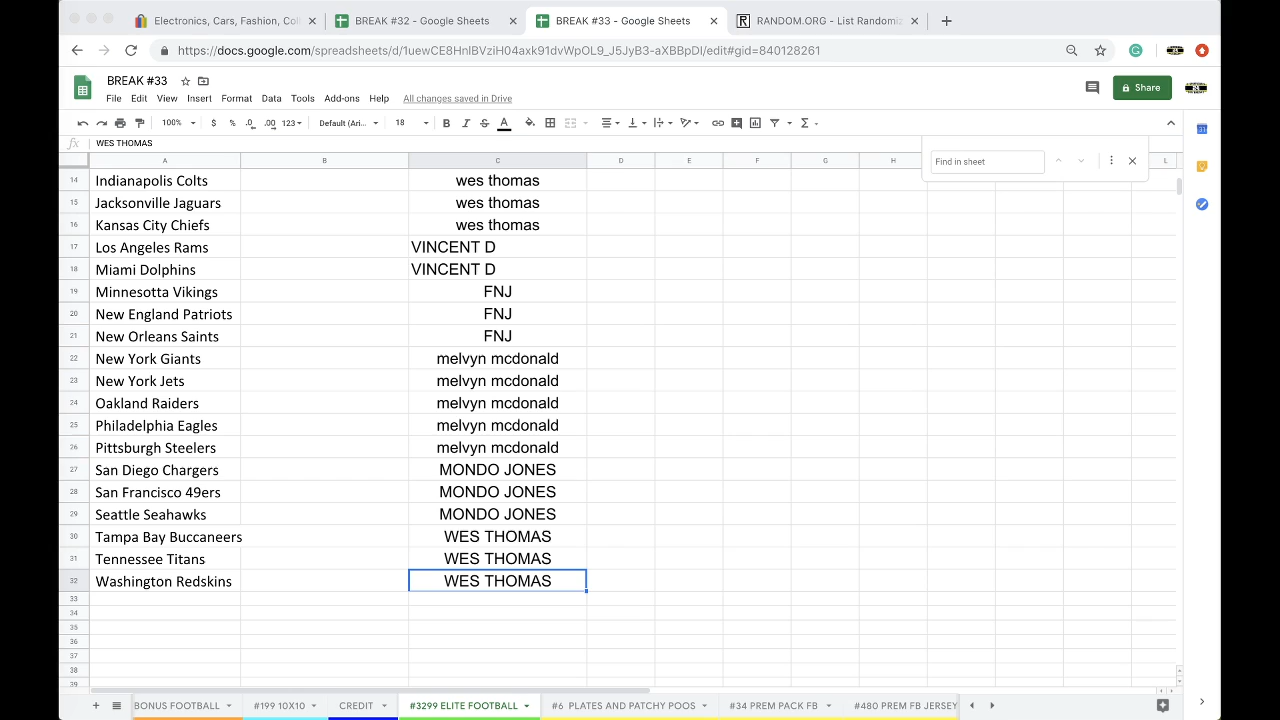 Electronics, Cars, Fashion, Col
BREAK #32 - Google Sheets
BREAK #33 - Google Sheets
RANDOM.ORG - List Randomiz
https://docs.google.com/spreadsheets/d/1uewCE8HnIBVziH04axk91dvWpOL9_J5JyB3-aXBBpDI/edit#gid=840128261
BREAK #33
File Edit View Insert Format Data Tools Add-ons Help All changes saved in Drive
Share
100% $ % .0 .00 123 Default (Ari... 18 B I S A
fx WES THOMAS
Find in sheet
A B C D E F G H L
14 Indianapolis Colts wes thomas
15 Jacksonville Jaguars wes thomas
16 Kansas City Chiefs wes thomas
17 Los Angeles Rams VINCENT D
18 Miami Dolphins VINCENT D
19 Minnesotta Vikings FNJ
20 New England Patriots FNJ
21 New Orleans Saints FNJ
22 New York Giants melvyn mcdonald
23 New York Jets melvyn mcdonald
24 Oakland Raiders melvyn mcdonald
25 Philadelphia Eagles melvyn mcdonald
26 Pittsburgh Steelers melvyn mcdonald
27 San Diego Chargers MONDO JONES
28 San Francisco 49ers MONDO JONES
29 Seattle Seahawks MONDO JONES
30 Tampa Bay Buccaneers WES THOMAS
31 Tennessee Titans WES THOMAS
32 Washington Redskins WES THOMAS
33
34
35
36
37
38
39
BONUS FOOTBALL #199 10X10 CREDIT #3299 ELITE FOOTBALL #6 PLATES AND PATCHY POOS #34 PREM PACK FB #480 PREM FB JERSEY